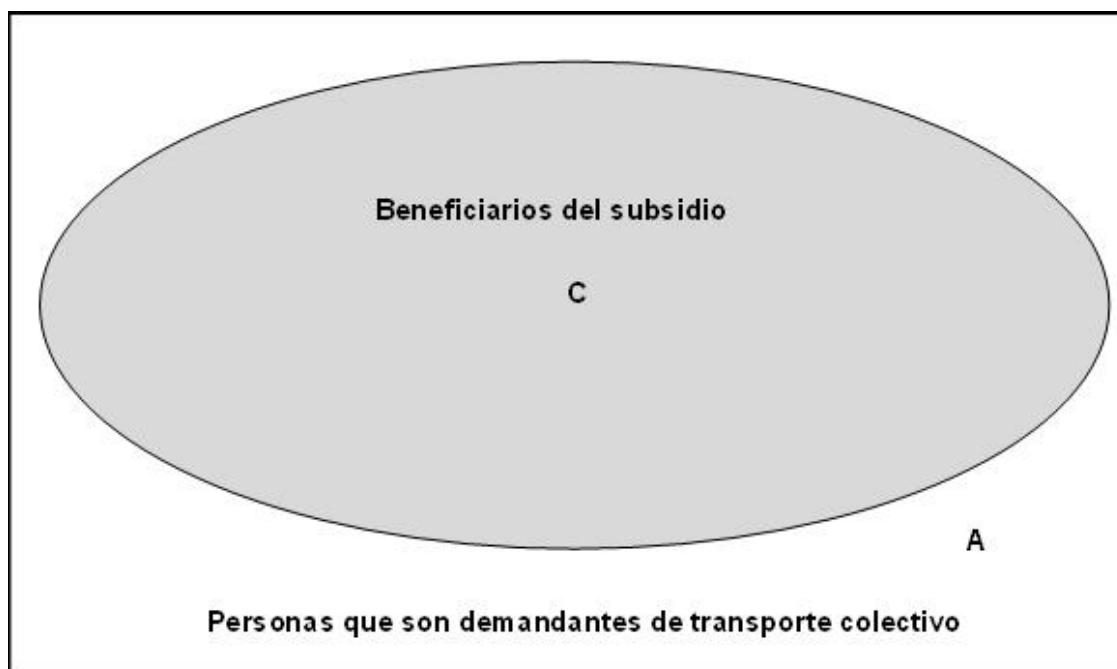 Beneficiarios del subsidio
C
A
Personas que son demandantes de transporte colectivo